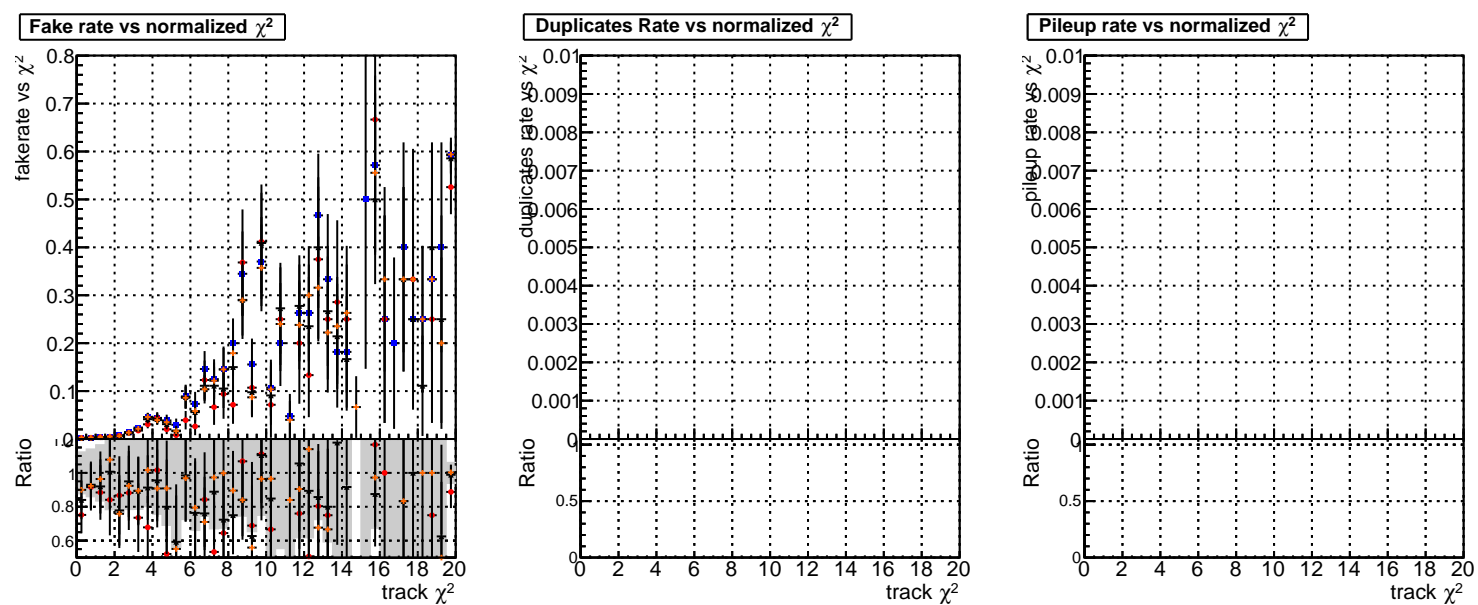 Fake rate vs normalized χ²
fakerate vs χ²
0.8
0.7
0.6
0.5
0.4
0.3
0.2
0.1
0
Ratio
1
0.8
0.6
0 2 4 6 8 10 12 14 16 18 20
track χ²
Duplicates Rate vs normalized χ²
duplicates rate vs χ²
0.01
0.009
0.008
0.007
0.006
0.005
0.004
0.003
0.002
0.001
0
Ratio
1
0.5
0
0 2 4 6 8 10 12 14 16 18 20
track χ²
Pileup rate vs normalized χ²
pileup rate vs χ²
0.01
0.009
0.008
0.007
0.006
0.005
0.004
0.003
0.002
0.001
0
Ratio
1
0.5
0
0 2 4 6 8 10 12 14 16 18 20
track χ²